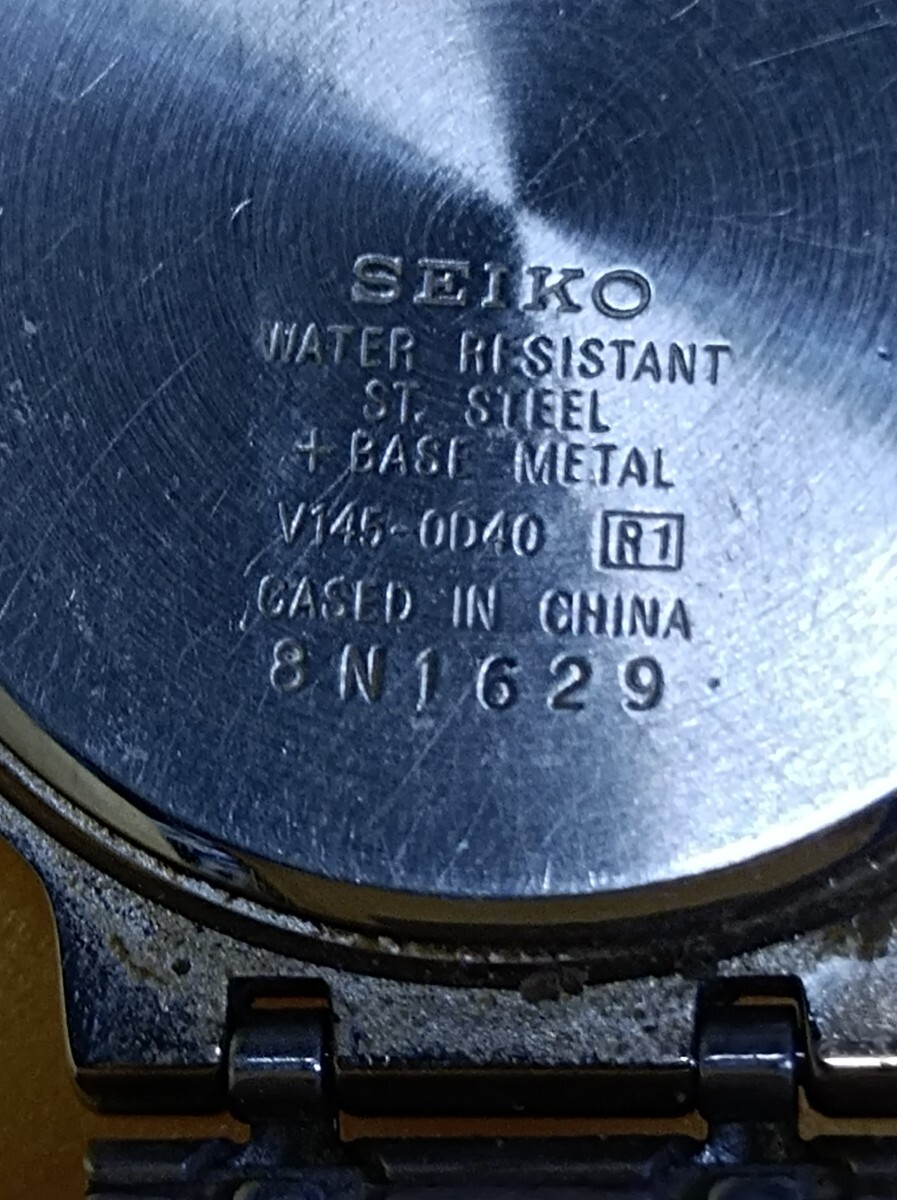 SEIKO
WATER RESISTANT
ST. STEEL
+ BASE METAL
V145-0D40 R1
CASED IN CHINA
8N1629